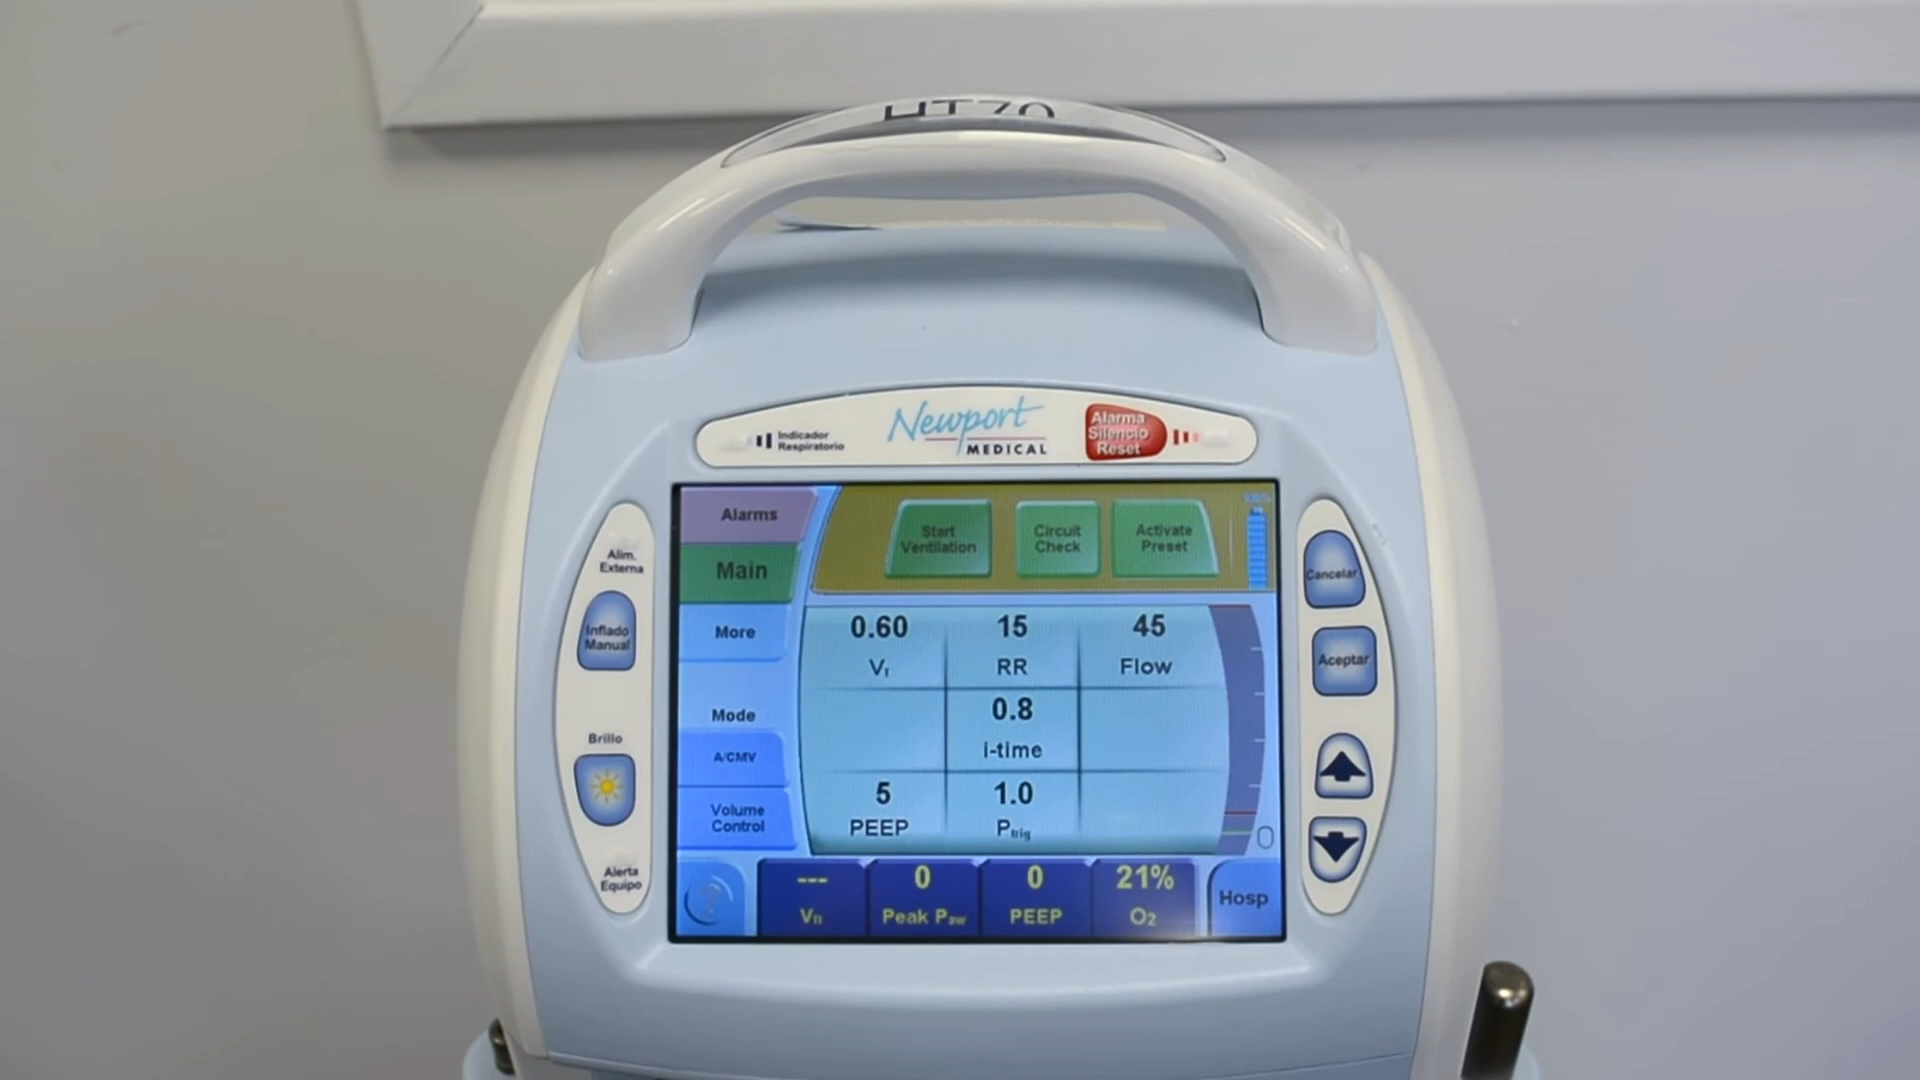 HT70
Indicador
Respiratorio
Newport
MEDICAL
Alarma
Silencio
Reset
Alim.
Externa
Inflado
Manual
Brillo
Alerta
Equipo
Alarms
Main
More
Mode
A/CMV
Volume
Control
Start
Ventilation
Circuit
Check
Activate
Preset
100%
0.60
VT
15
RR
45
Flow
0.8
i-time
5
PEEP
1.0
Ptrig
0
---
VTI
0
Peak Paw
0
PEEP
21%
O2
Hosp
?
Cancelar
Aceptar